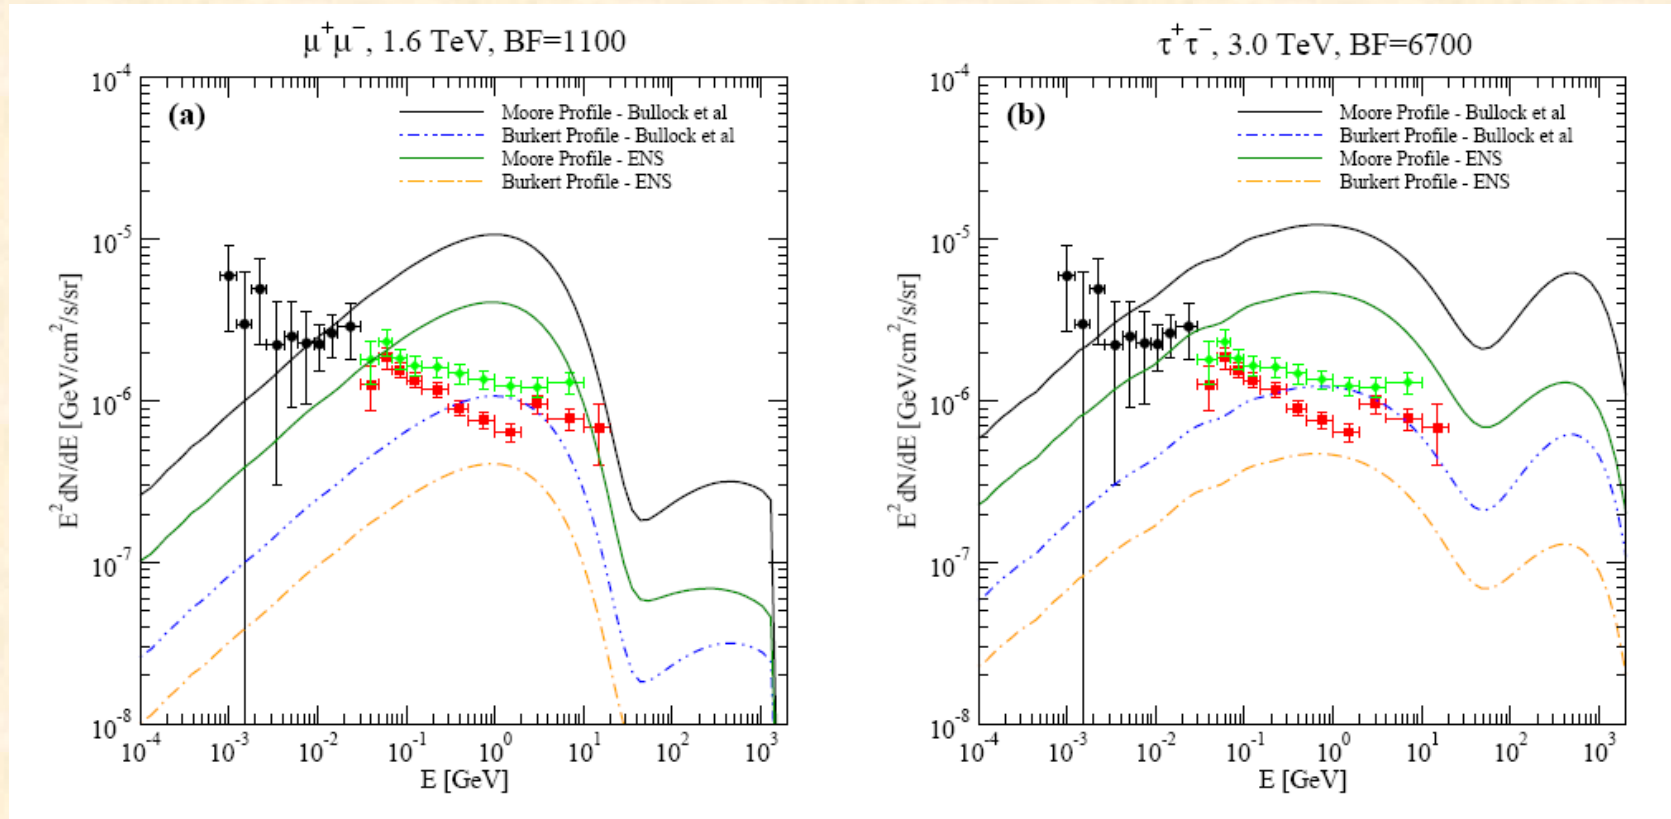 μ⁺μ⁻, 1.6 TeV, BF=1100
(a)
Moore Profile - Bullock et al
Burkert Profile - Bullock et al
Moore Profile - ENS
Burkert Profile - ENS
10⁻⁴
10⁻⁵
10⁻⁶
10⁻⁷
10⁻⁸
E² dN/dE [GeV/cm²/s/sr]
10⁻⁴ 10⁻³ 10⁻² 10⁻¹ 10⁰ 10¹ 10² 10³
E [GeV]
τ⁺τ⁻, 3.0 TeV, BF=6700
(b)
Moore Profile - Bullock et al
Burkert Profile - Bullock et al
Moore Profile - ENS
Burkert Profile - ENS
10⁻⁴
10⁻⁵
10⁻⁶
10⁻⁷
10⁻⁸
E² dN/dE [GeV/cm²/s/sr]
10⁻⁴ 10⁻³ 10⁻² 10⁻¹ 10⁰ 10¹ 10² 10³
E [GeV]